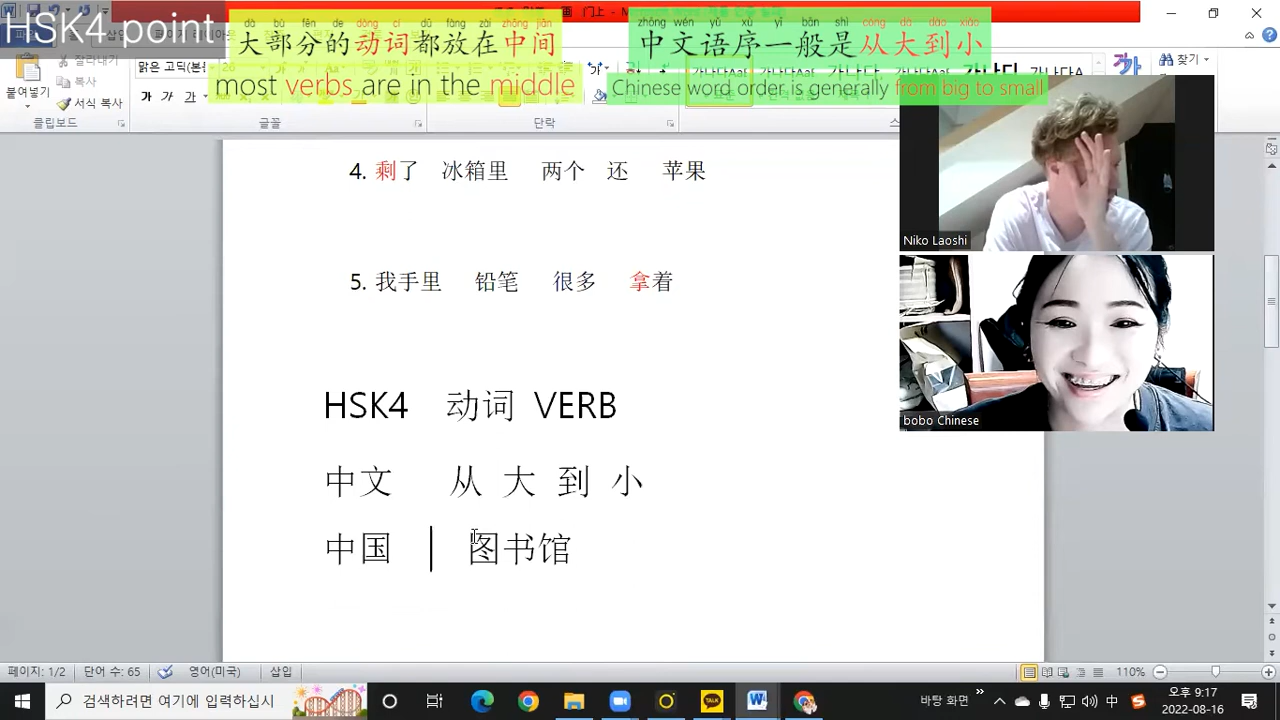 HSK4 point
dà bù fēn de dòng cí dū fàng zài zhōng jiān
大部分的动词都放在中间
most verbs are in the middle
zhōng wén yǔ xù yì bān shì cóng dà dào xiǎo
中文语序一般是从大到小
Chinese word order is generally from big to small
잘라내기
복사
서식 복사
붙여넣기
맑은 고딕(본
가
가
가
찾기
클립보드
글꼴
단락
4. 剩了 冰箱里 两个 还 苹果
5. 我手里 铅笔 很多 拿着
HSK4 动词 VERB
中文 从 大 到 小
中国 图书馆
Niko Laoshi
bobo Chinese
페이지: 1/2 단어 수: 65 영어(미국) 삽입 110%
검색하려면 여기에 입력하십시 TALK W 바탕 화면 中 S 오후 9:17
2022-08-16